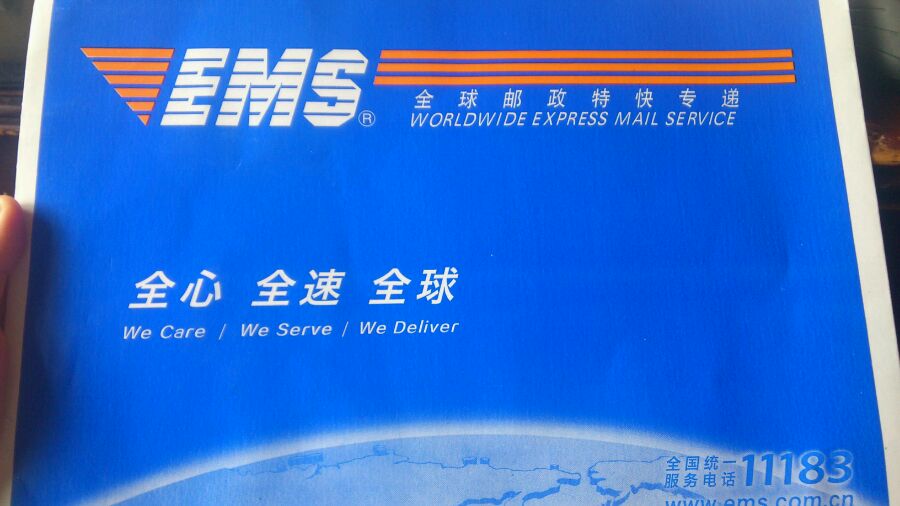 EMS®
全球邮政特快专递
WORLDWIDE EXPRESS MAIL SERVICE
全心 全速 全球
We Care / We Serve / We Deliver
全国统一
服务电话 11183
www.ems.com.cn